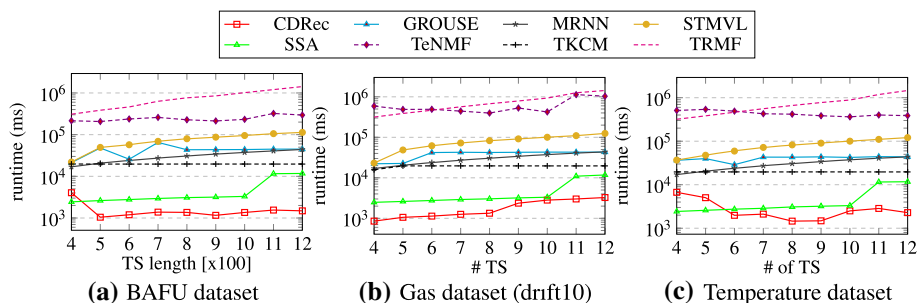 CDRec GROUSE MRNN STMVL
SSA TeNMF TKCM TRMF
runtime (ms)
10^6
10^5
10^4
10^3
4 5 6 7 8 9 10 11 12
TS length [x100]
(a) BAFU dataset
runtime (ms)
10^6
10^5
10^4
10^3
4 5 6 7 8 9 10 11 12
# TS
(b) Gas dataset (drift10)
runtime (ms)
10^6
10^5
10^4
10^3
4 5 6 7 8 9 10 11 12
# of TS
(c) Temperature dataset